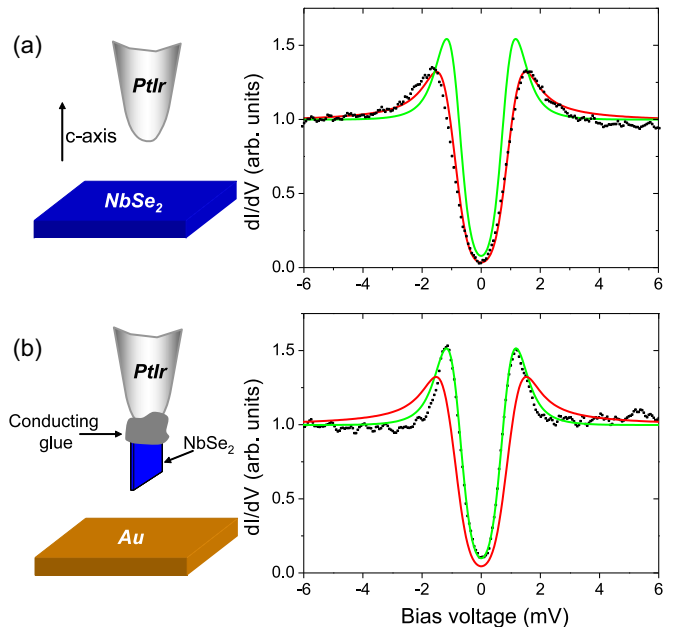 (a)
PtIr
c-axis
NbSe2
dI/dV (arb. units)
1.5
1.0
0.5
0.0
-6 -4 -2 0 2 4 6
(b)
PtIr
Conducting
glue
NbSe2
Au
dI/dV (arb. units)
1.5
1.0
0.5
0.0
-6 -4 -2 0 2 4 6
Bias voltage (mV)